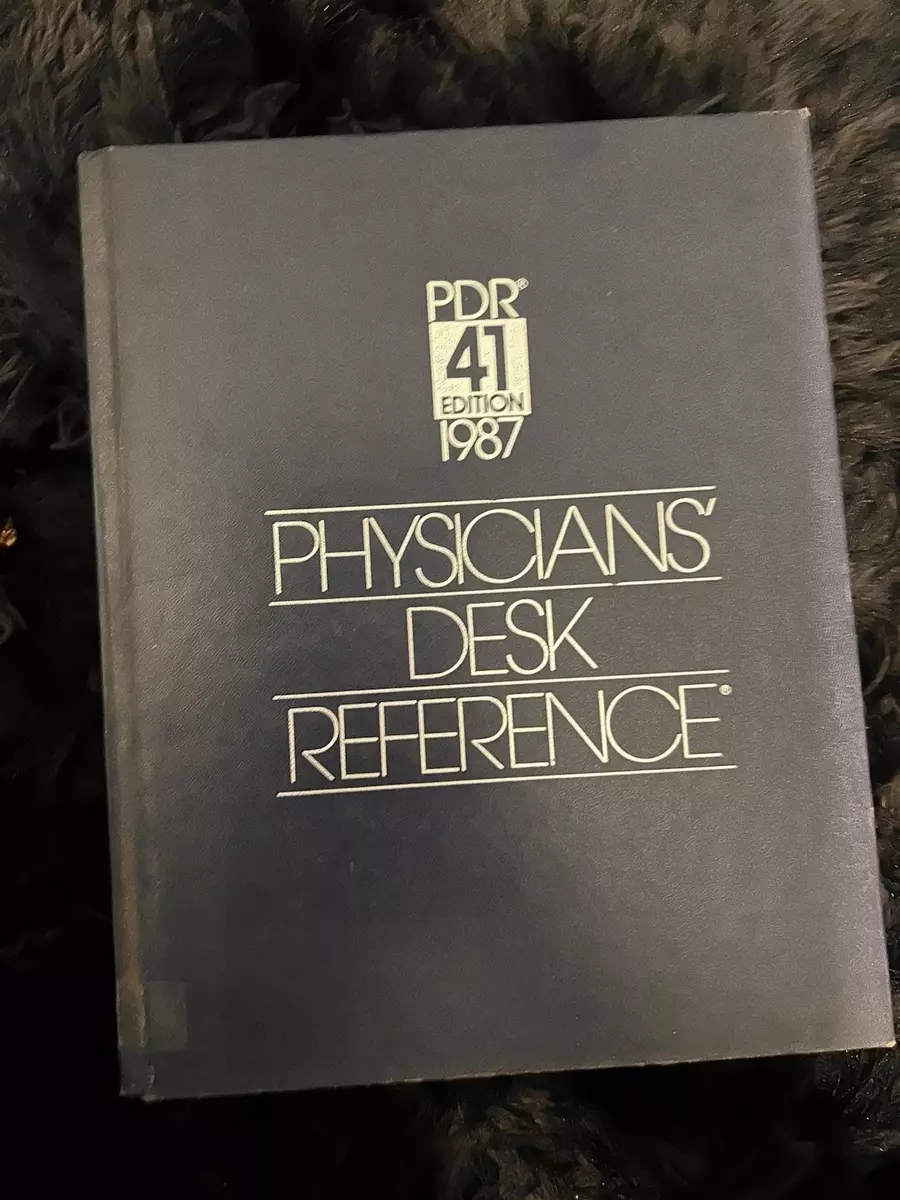 PDR®
41
EDITION
1987
PHYSICIANS'
DESK
REFERENCE®